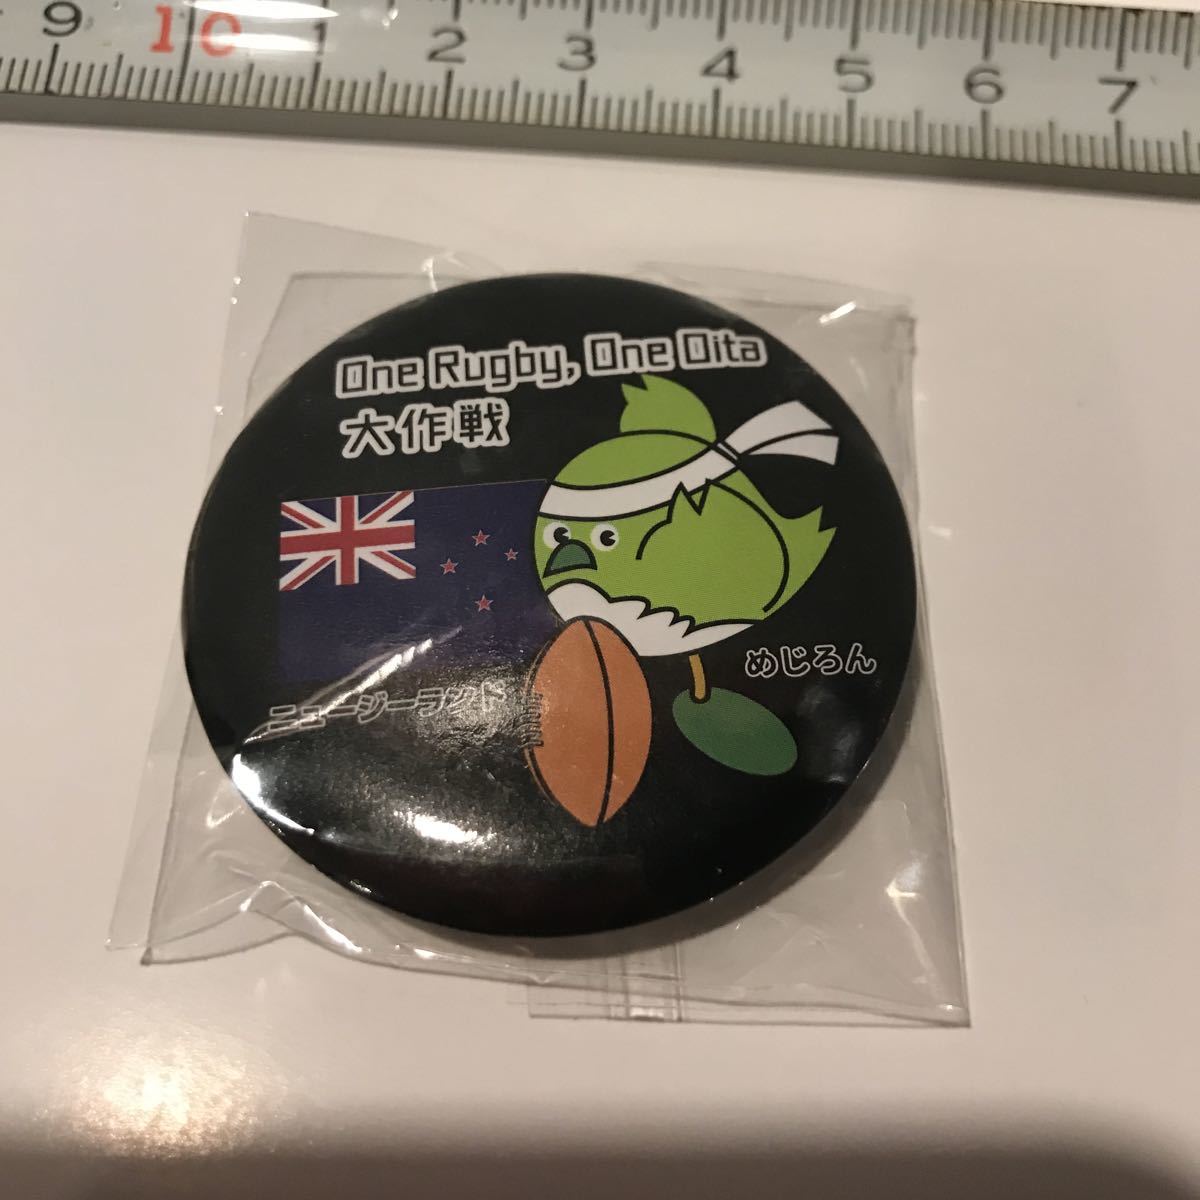 9 10 1 2 3 4 5 6 7
One Rugby, One Oita
大作戦
めじろん
ニュージーランド